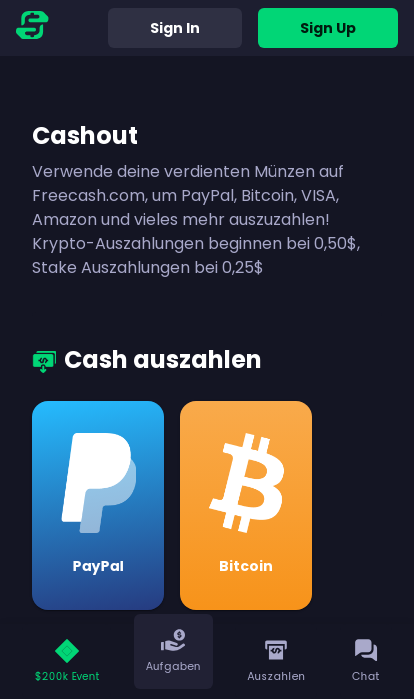 Sign In
Sign Up
Cashout
Verwende deine verdienten Münzen auf
Freecash.com, um PayPal, Bitcoin, VISA,
Amazon und vieles mehr auszuzahlen!
Krypto-Auszahlungen beginnen bei 0,50$,
Stake Auszahlungen bei 0,25$
Cash auszahlen
PayPal
Bitcoin
$200k Event
Aufgaben
Auszahlen
Chat